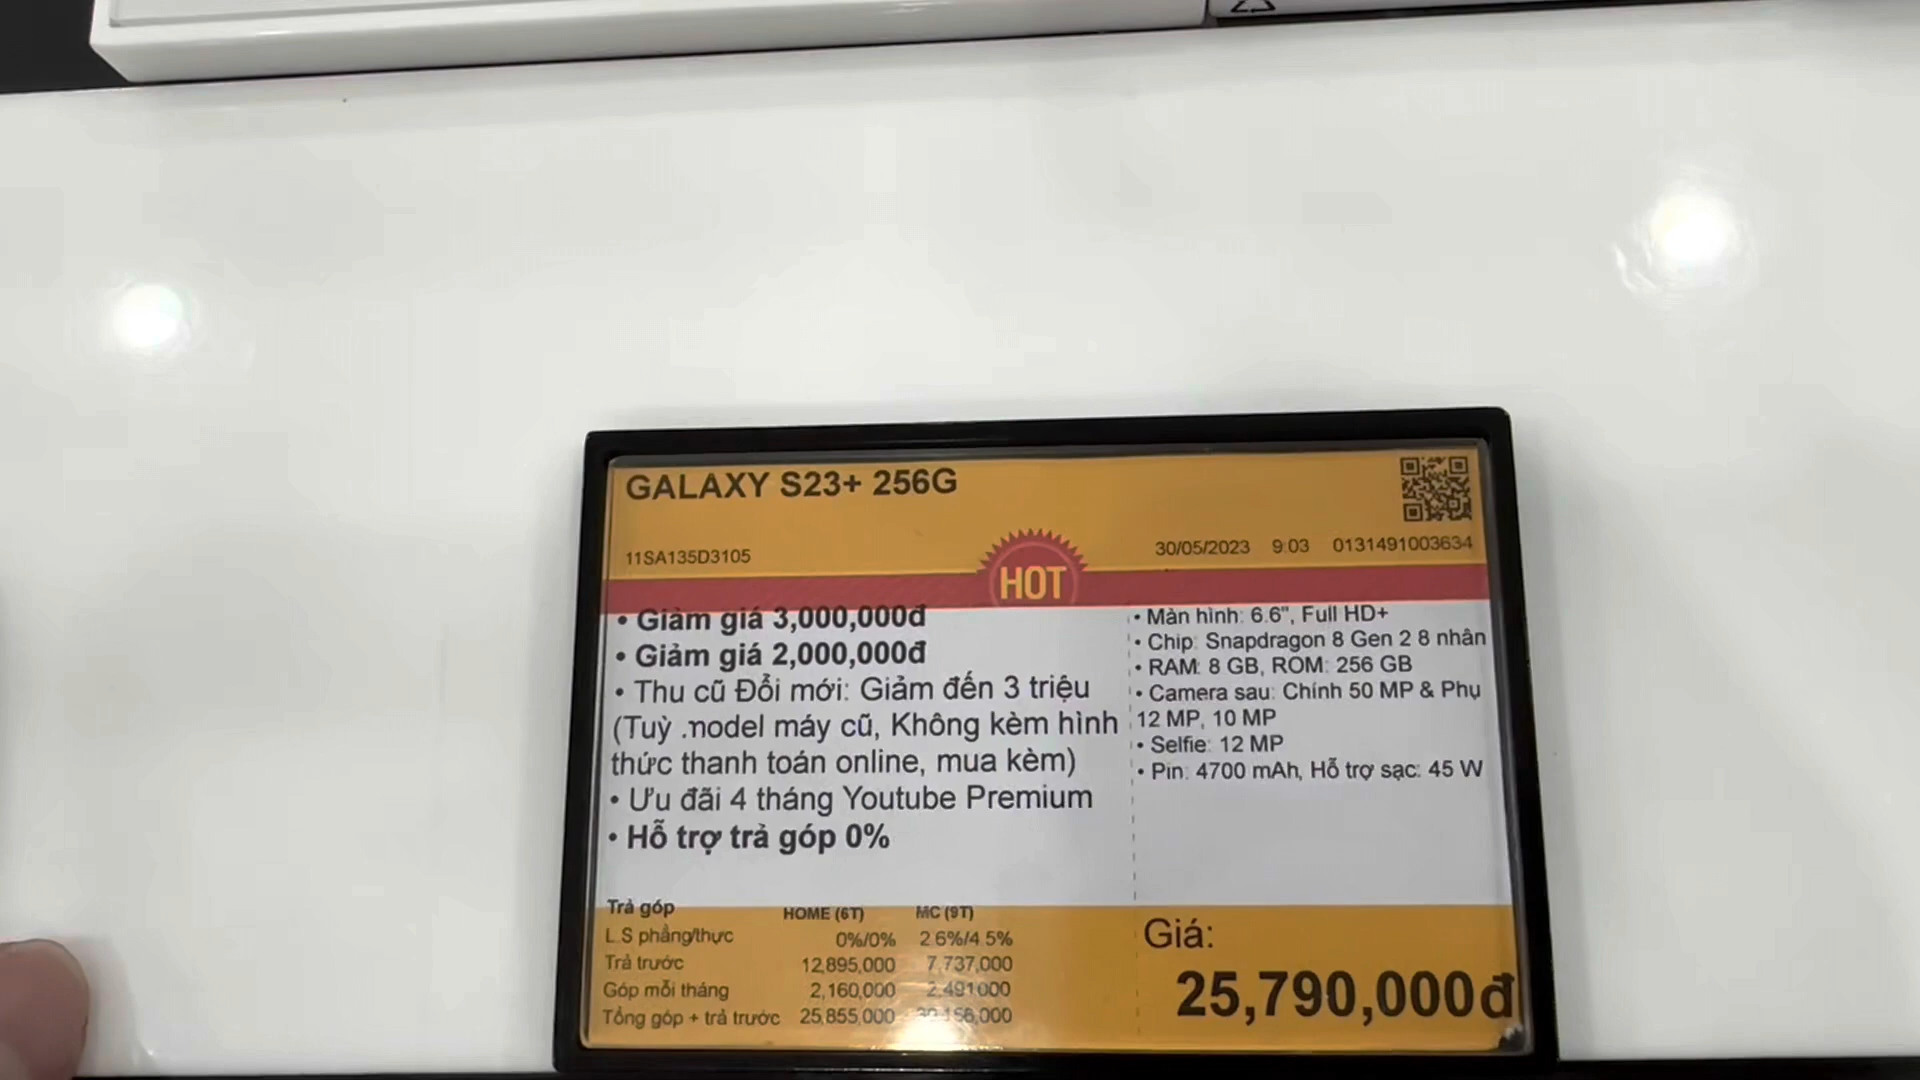 GALAXY S23+ 256G
11SA135D3105
30/05/2023 9:03 0131491003634
HOT
• Giảm giá 3,000,000đ
• Giảm giá 2,000,000đ
• Thu cũ Đổi mới: Giảm đến 3 triệu
(Tuỳ model máy cũ, Không kèm hình
thức thanh toán online, mua kèm)
• Ưu đãi 4 tháng Youtube Premium
• Hỗ trợ trả góp 0%
• Màn hình: 6.6", Full HD+
• Chip: Snapdragon 8 Gen 2 8 nhân
• RAM: 8 GB, ROM: 256 GB
• Camera sau: Chính 50 MP & Phụ
12 MP, 10 MP
• Selfie: 12 MP
• Pin: 4700 mAh, Hỗ trợ sạc: 45 W
Trả góp HOME (6T) MC (9T)
L.S phẳng/thực 0%/0% 2.6%/4.5%
Trả trước 12,895,000 7,737,000
Góp mỗi tháng 2,160,000 2,491,000
Tổng góp + trả trước 25,855,000
Giá:
25,790,000đ